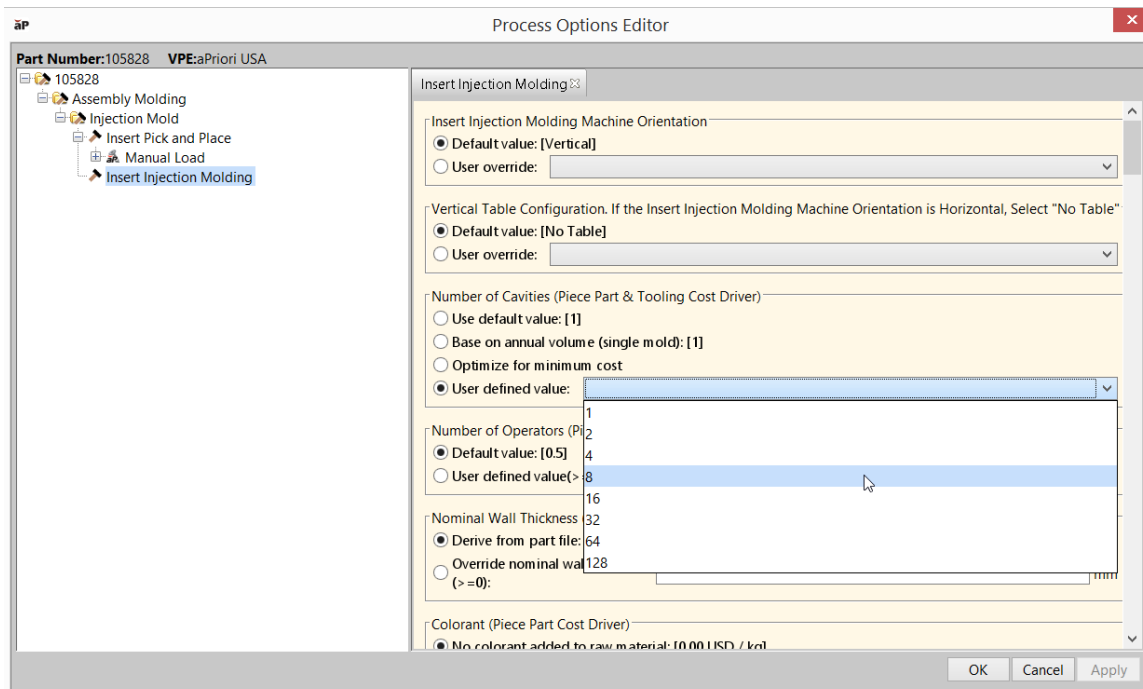 aP Process Options Editor
Part Number:105828 VPE:aPriori USA
105828
Assembly Molding
Injection Mold
Insert Pick and Place
Manual Load
Insert Injection Molding
Insert Injection Molding
Insert Injection Molding Machine Orientation
Default value: [Vertical]
User override:
Vertical Table Configuration. If the Insert Injection Molding Machine Orientation is Horizontal, Select "No Table"
Default value: [No Table]
User override:
Number of Cavities (Piece Part & Tooling Cost Driver)
Use default value: [1]
Base on annual volume (single mold): [1]
Optimize for minimum cost
User defined value:
1
2
4
8
16
32
64
128
Number of Operators (Pi
Default value: [0.5]
User defined value(>
Nominal Wall Thickness
Derive from part file:
Override nominal wal
(>=0):
mm
Colorant (Piece Part Cost Driver)
No colorant added to raw material: [0.00 USD / kg]
OK Cancel Apply